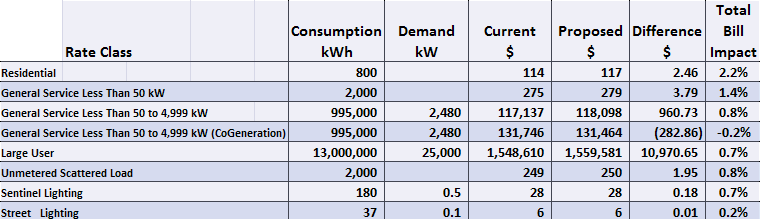 Total
Consumption Demand Current Proposed Difference Bill
Rate Class kWh kW $ $ $ Impact
Residential 800 114 117 2.46 2.2%
General Service Less Than 50 kW 2,000 275 279 3.79 1.4%
General Service Less Than 50 to 4,999 kW 995,000 2,480 117,137 118,098 960.73 0.8%
General Service Less Than 50 to 4,999 kW (CoGeneration) 995,000 2,480 131,746 131,464 (282.86) -0.2%
Large User 13,000,000 25,000 1,548,610 1,559,581 10,970.65 0.7%
Unmetered Scattered Load 2,000 249 250 1.95 0.8%
Sentinel Lighting 180 0.5 28 28 0.18 0.7%
Street Lighting 37 0.1 6 6 0.01 0.2%